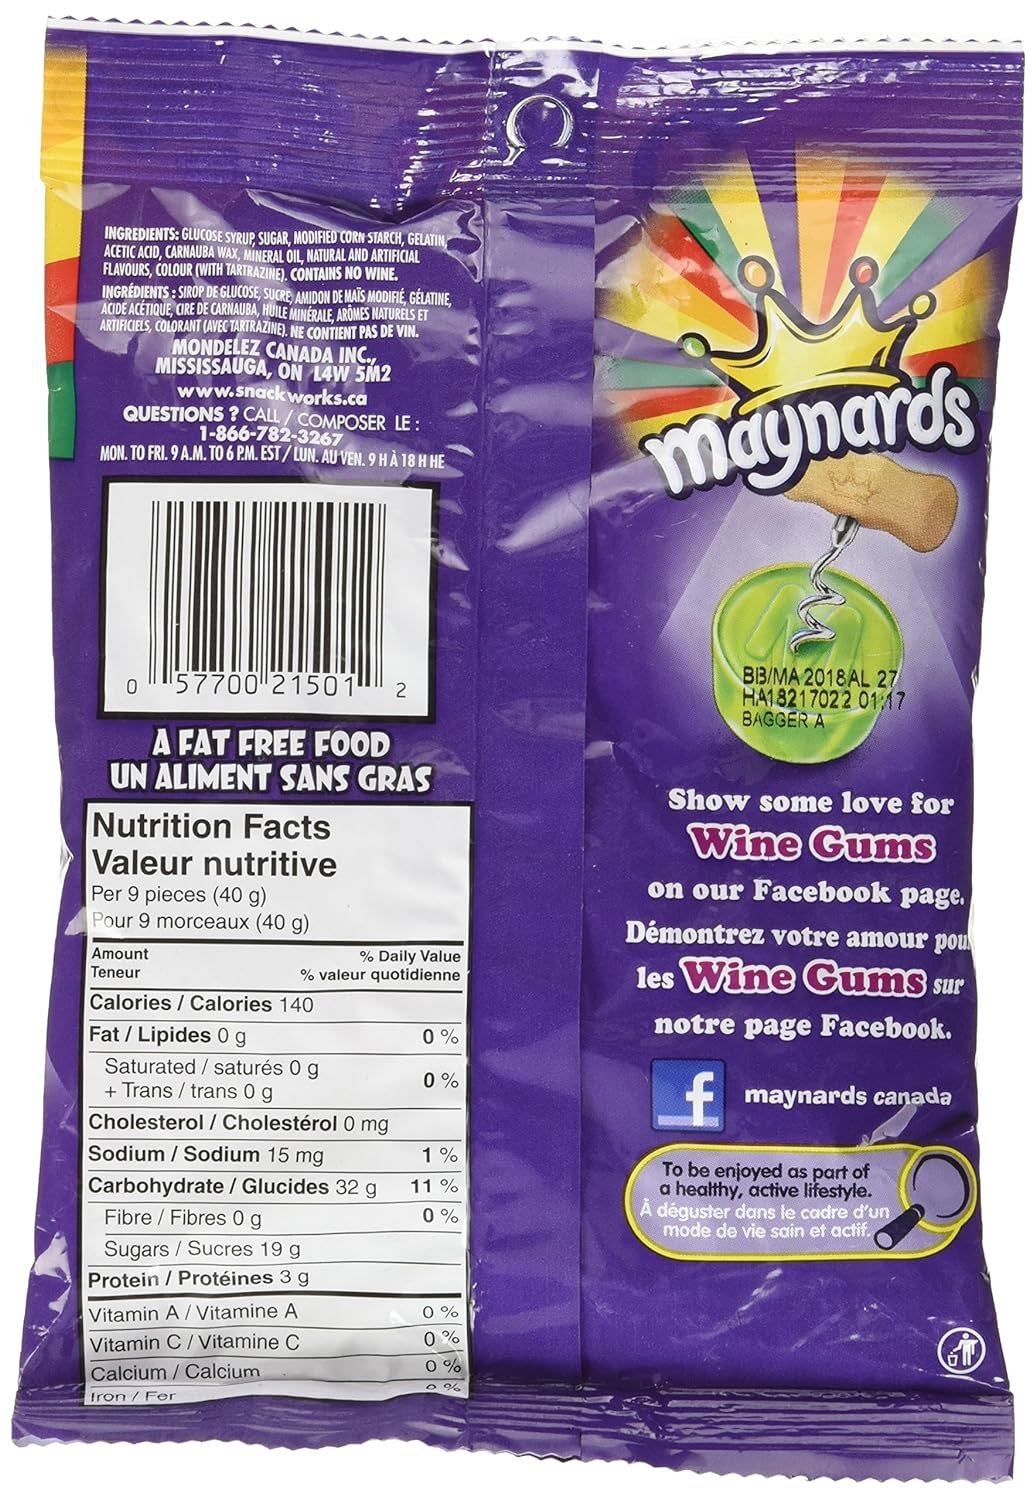 INGREDIENTS: GLUCOSE SYRUP, SUGAR, MODIFIED CORN STARCH, GELATIN,
ACETIC ACID, CARNAUBA WAX, MINERAL OIL, NATURAL AND ARTIFICIAL
FLAVOURS, COLOUR (WITH TARTRAZINE). CONTAINS NO WINE.
INGRÉDIENTS : SIROP DE GLUCOSE, SUCRE, AMIDON DE MAÏS MODIFIÉ, GÉLATINE,
ACIDE ACÉTIQUE, CIRE DE CARNAUBA, HUILE MINÉRALE, ARÔMES NATURELS ET
ARTIFICIELS, COLORANT (AVEC TARTRAZINE). NE CONTIENT PAS DE VIN.
MONDELEZ CANADA INC.,
MISSISSAUGA, ON L4W 5M2
www.snackworks.ca
QUESTIONS ? CALL / COMPOSER LE :
1-866-782-3267
MON. TO FRI. 9 A.M. TO 6 P.M. EST / LUN. AU VEN. 9 H À 18 H HE
0 57700 21501 2
A FAT FREE FOOD
UN ALIMENT SANS GRAS
Nutrition Facts
Valeur nutritive
Per 9 pieces (40 g)
Pour 9 morceaux (40 g)
Amount % Daily Value
Teneur % valeur quotidienne
Calories / Calories 140
Fat / Lipides 0 g 0 %
Saturated / saturés 0 g
+ Trans / trans 0 g 0 %
Cholesterol / Cholestérol 0 mg
Sodium / Sodium 15 mg 1 %
Carbohydrate / Glucides 32 g 11 %
Fibre / Fibres 0 g 0 %
Sugars / Sucres 19 g
Protein / Protéines 3 g
Vitamin A / Vitamine A 0 %
Vitamin C / Vitamine C 0 %
Calcium / Calcium 0 %
Iron / Fer 0 %
maynards
BB/MA 2018 AL 27
HA18217022 01:17
BAGGER A
Show some love for
Wine Gums
on our Facebook page.
Démontrez votre amour pour
les Wine Gums sur
notre page Facebook.
f maynards canada
To be enjoyed as part of
a healthy, active lifestyle.
À déguster dans le cadre d'un
mode de vie sain et actif.